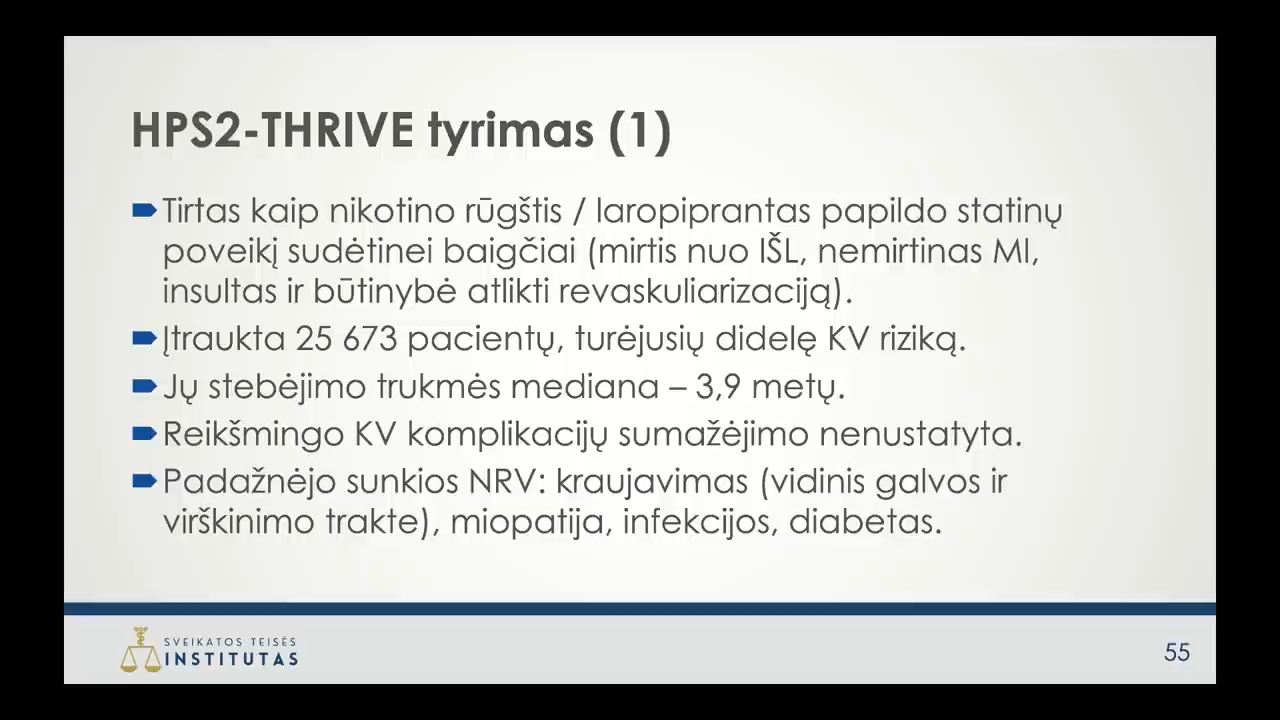 HPS2-THRIVE tyrimas (1)
Tirtas kaip nikotino rūgštis / laropiprantas papildo statinų
poveikį sudėtinei baigčiai (mirtis nuo IŠL, nemirtinas MI,
insultas ir būtinybė atlikti revaskuliarizaciją).
Įtraukta 25 673 pacientų, turėjusių didelę KV riziką.
Jų stebėjimo trukmės mediana – 3,9 metų.
Reikšmingo KV komplikacijų sumažėjimo nenustatyta.
Padažnėjo sunkios NRV: kraujavimas (vidinis galvos ir
virškinimo trakte), miopatija, infekcijos, diabetas.
SVEIKATOS TEISĖS
INSTITUTAS
55